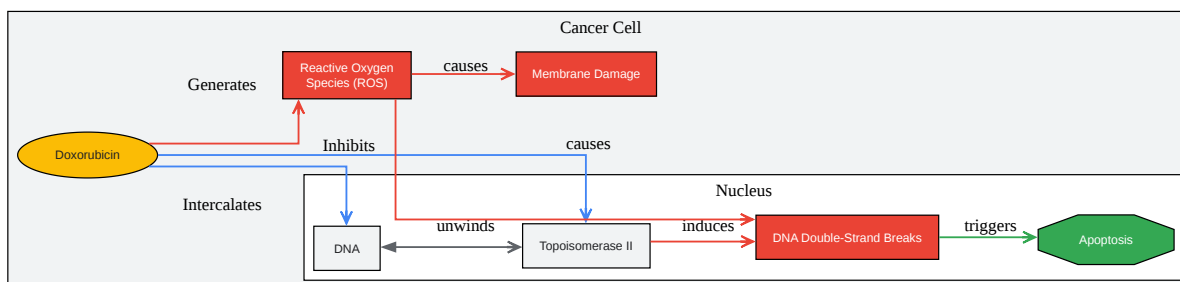 Cancer Cell
Reactive Oxygen
Species (ROS)
causes
Membrane Damage
Generates
Doxorubicin
Inhibits
causes
Intercalates
Nucleus
DNA
unwinds
Topoisomerase II
induces
DNA Double-Strand Breaks
triggers
Apoptosis